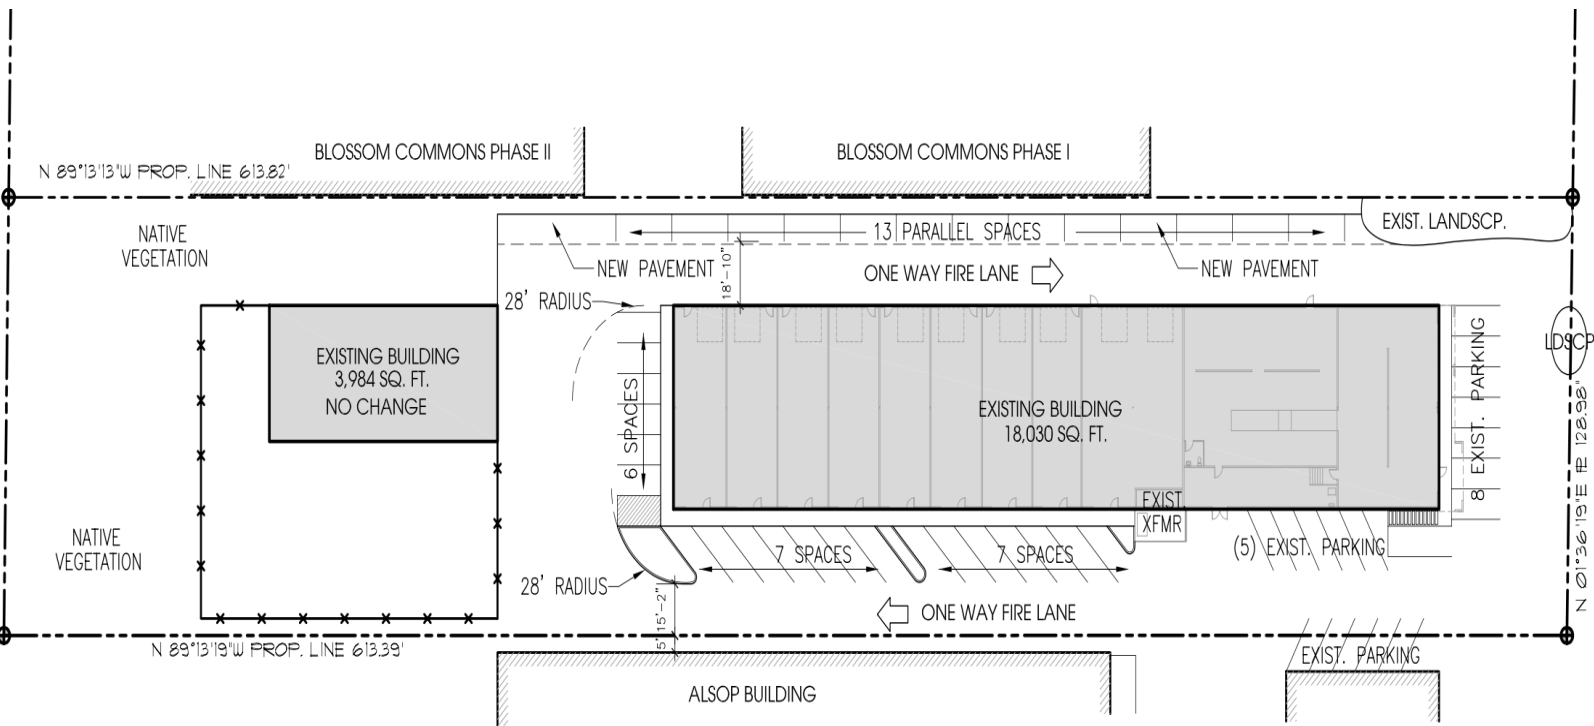 BLOSSOM COMMONS PHASE II
BLOSSOM COMMONS PHASE I
N 89°13'13"W PROP. LINE 613.82'
EXIST. LANDSCP.
NATIVE
VEGETATION
13 PARALLEL SPACES
NEW PAVEMENT
ONE WAY FIRE LANE
NEW PAVEMENT
18'-10"
28' RADIUS
EXISTING BUILDING
3,984 SQ. FT.
NO CHANGE
6 SPACES
EXISTING BUILDING
18,030 SQ. FT.
8 EXIST. PARKING
LDSCP
N 01°36'19"E 128.98"
EXIST.
XFMR
NATIVE
VEGETATION
7 SPACES
7 SPACES
(5) EXIST. PARKING
28' RADIUS
15'-2"
5'
ONE WAY FIRE LANE
N 89°13'19"W PROP. LINE 613.39'
EXIST. PARKING
ALSOP BUILDING